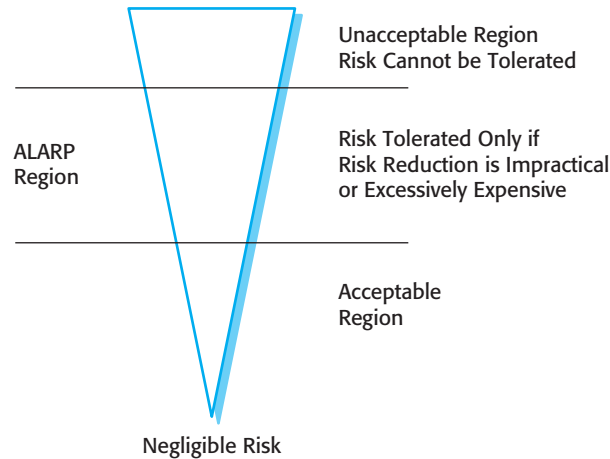 Unacceptable Region
Risk Cannot be Tolerated
ALARP
Region
Risk Tolerated Only if
Risk Reduction is Impractical
or Excessively Expensive
Acceptable
Region
Negligible Risk